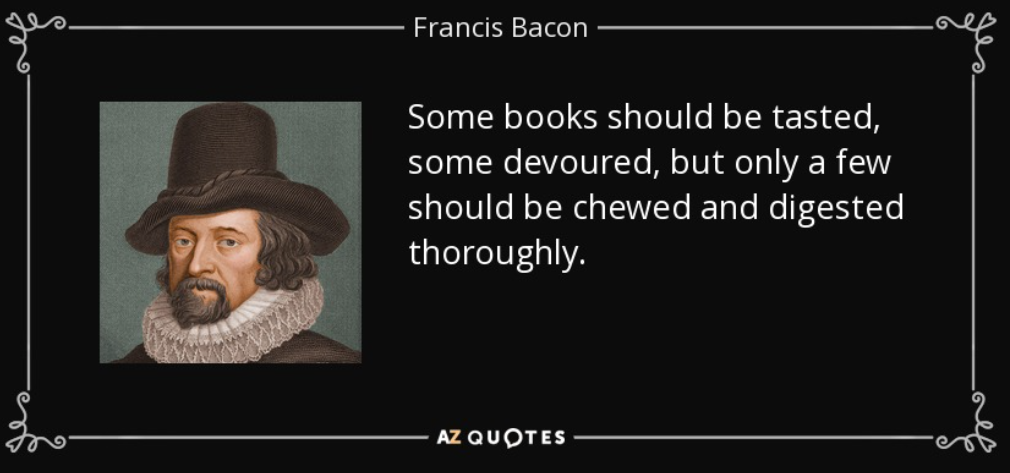 Francis Bacon
Some books should be tasted,
some devoured, but only a few
should be chewed and digested
thoroughly.
AZ QUOTES